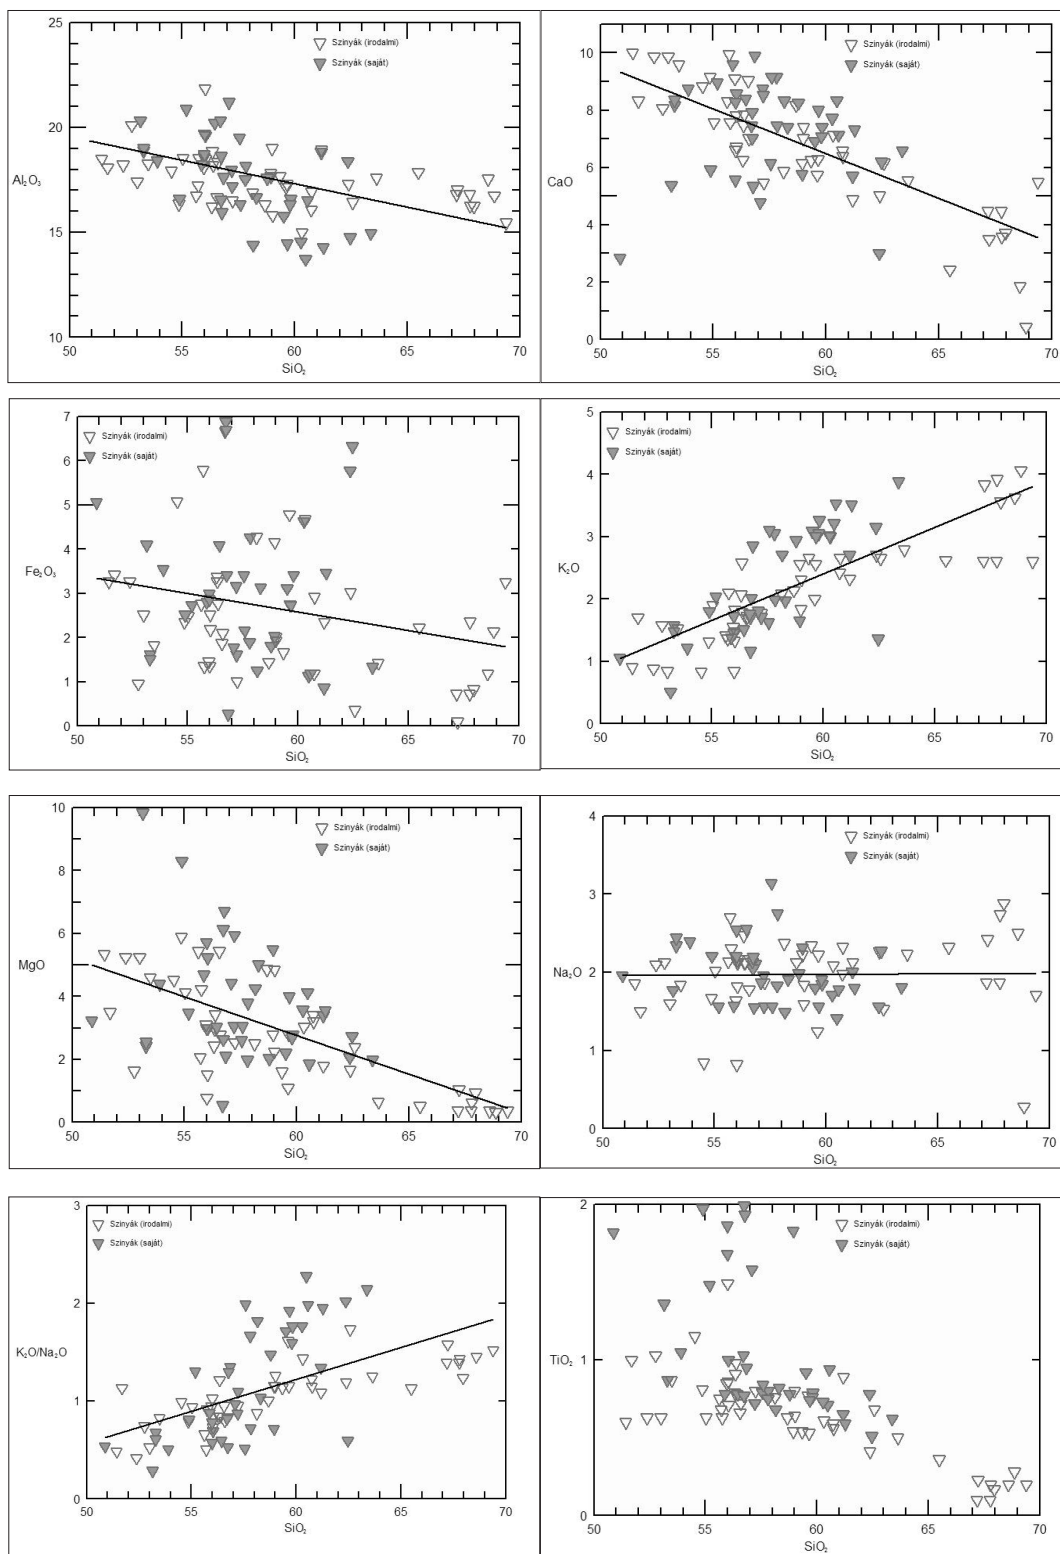 25
20
Al₂O₃
15
10
50 55 60 65 70
SiO₂
Szinyák (irodalmi)
Szinyák (saját)
10
8
CaO
6
4
2
0
50 55 60 65 70
SiO₂
Szinyák (irodalmi)
Szinyák (saját)
7
6
5
4
Fe₂O₃
3
2
1
0
50 55 60 65 70
SiO₂
Szinyák (irodalmi)
Szinyák (saját)
5
4
3
K₂O
2
1
0
50 55 60 65 70
SiO₂
Szinyák (irodalmi)
Szinyák (saját)
10
8
6
MgO
4
2
0
50 55 60 65 70
SiO₂
Szinyák (irodalmi)
Szinyák (saját)
4
3
Na₂O
2
1
0
50 55 60 65 70
SiO₂
Szinyák (irodalmi)
Szinyák (saját)
3
2
K₂O/Na₂O
1
0
50 55 60 65 70
SiO₂
Szinyák (irodalmi)
Szinyák (saját)
2
TiO₂
1
0
50 55 60 65 70
SiO₂
Szinyák (irodalmi)
Szinyák (saját)